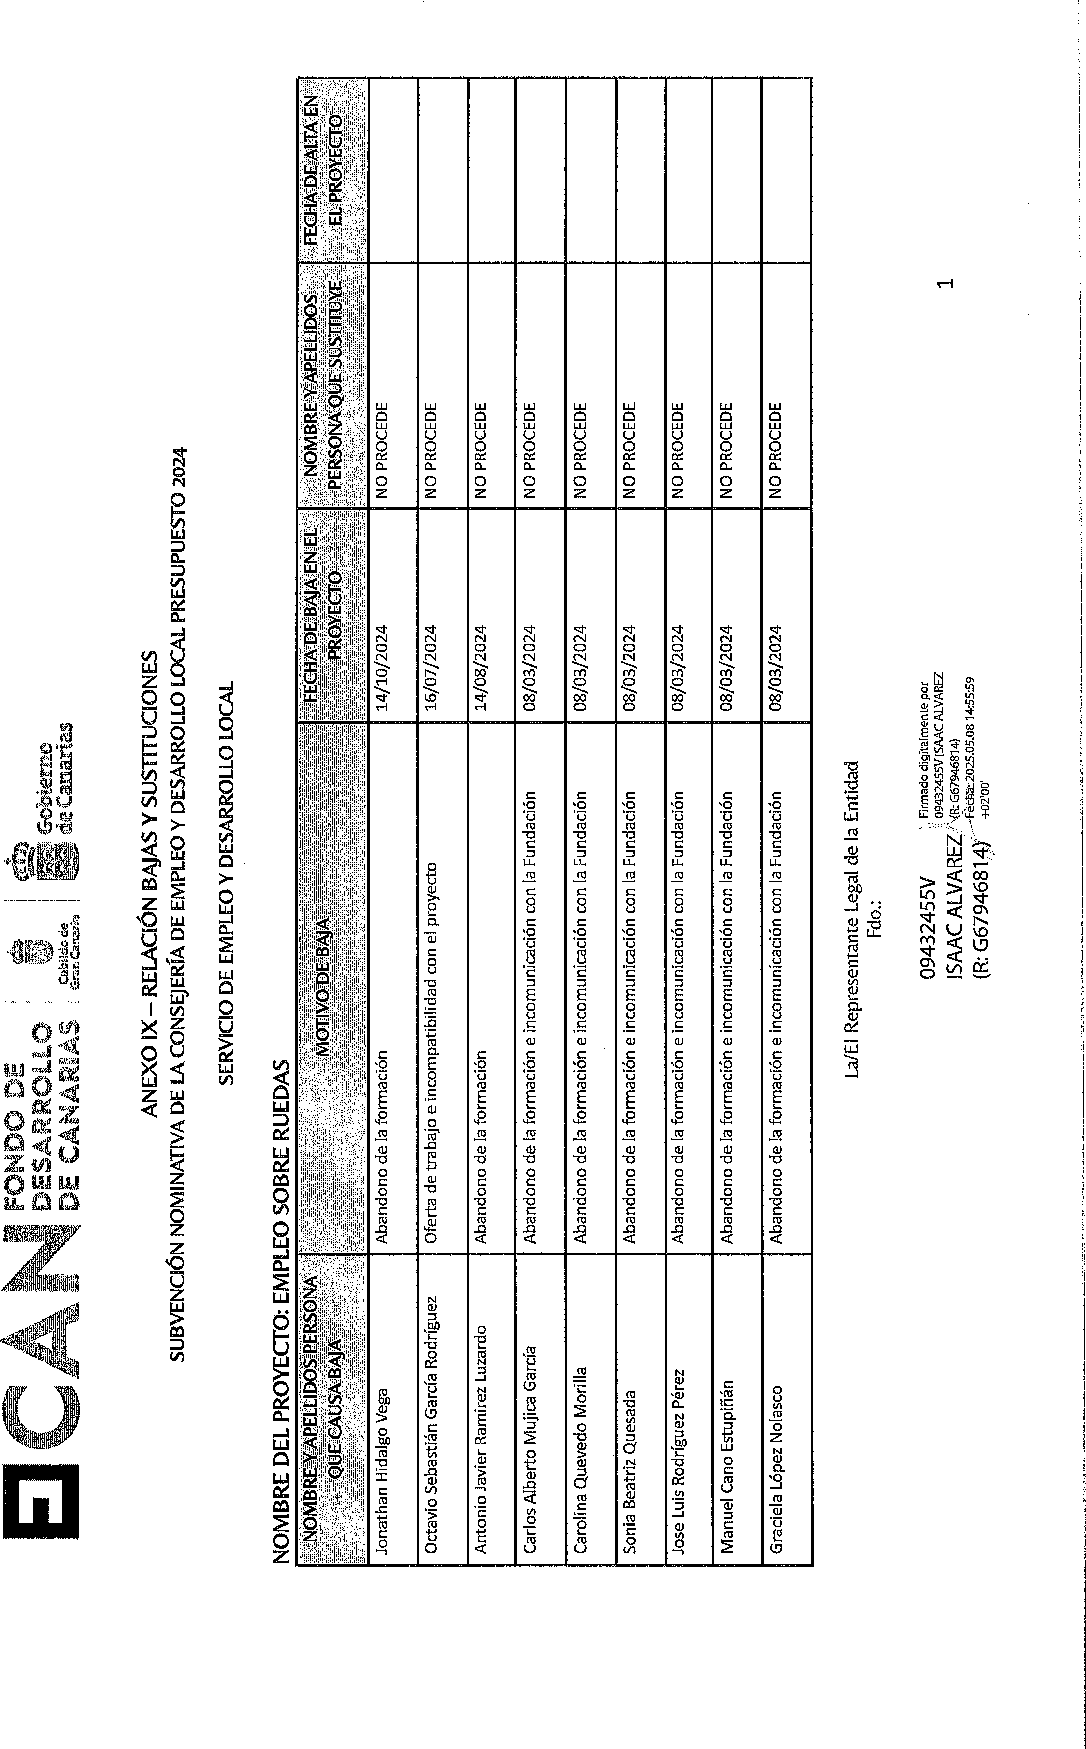 FCAN FONDO DE
DESARROLLO
DE CANARIAS
Cabildo de
Gran Canaria
Gobierno
de Canarias
ANEXO IX – RELACIÓN BAJAS Y SUSTITUCIONES
SUBVENCIÓN NOMINATIVA DE LA CONSEJERÍA DE EMPLEO Y DESARROLLO LOCAL PRESUPUESTO 2024
SERVICIO DE EMPLEO Y DESARROLLO LOCAL
NOMBRE DEL PROYECTO: EMPLEO SOBRE RUEDAS
NOMBRE Y APELLIDOS PERSONA QUE CAUSA BAJA MOTIVO DE BAJA FECHA DE BAJA EN EL PROYECTO NOMBRE Y APELLIDOS PERSONA QUE SUSTITUYE FECHA DE ALTA EN EL PROYECTO
Jonathan Hidalgo Vega Abandono de la formación 14/10/2024 NO PROCEDE
Octavio Sebastián García Rodríguez Oferta de trabajo e incompatibilidad con el proyecto 16/07/2024 NO PROCEDE
Antonio Javier Ramirez Luzardo Abandono de la formación 14/08/2024 NO PROCEDE
Carlos Alberto Mujica García Abandono de la formación e incomunicación con la Fundación 08/03/2024 NO PROCEDE
Carolina Quevedo Morilla Abandono de la formación e incomunicación con la Fundación 08/03/2024 NO PROCEDE
Sonia Beatriz Quesada Abandono de la formación e incomunicación con la Fundación 08/03/2024 NO PROCEDE
Jose Luis Rodríguez Pérez Abandono de la formación e incomunicación con la Fundación 08/03/2024 NO PROCEDE
Manuel Cano Estupiñán Abandono de la formación e incomunicación con la Fundación 08/03/2024 NO PROCEDE
Graciela López Nolasco Abandono de la formación e incomunicación con la Fundación 08/03/2024 NO PROCEDE
La/El Representante Legal de la Entidad
Fdo.:
09432455V
ISAAC ALVAREZ
(R: G67946814)
Firmado digitalmente por
09432455V ISAAC ALVAREZ
(R: G67946814)
Fecha: 2025.05.08 14:55:59
+02'00'
1